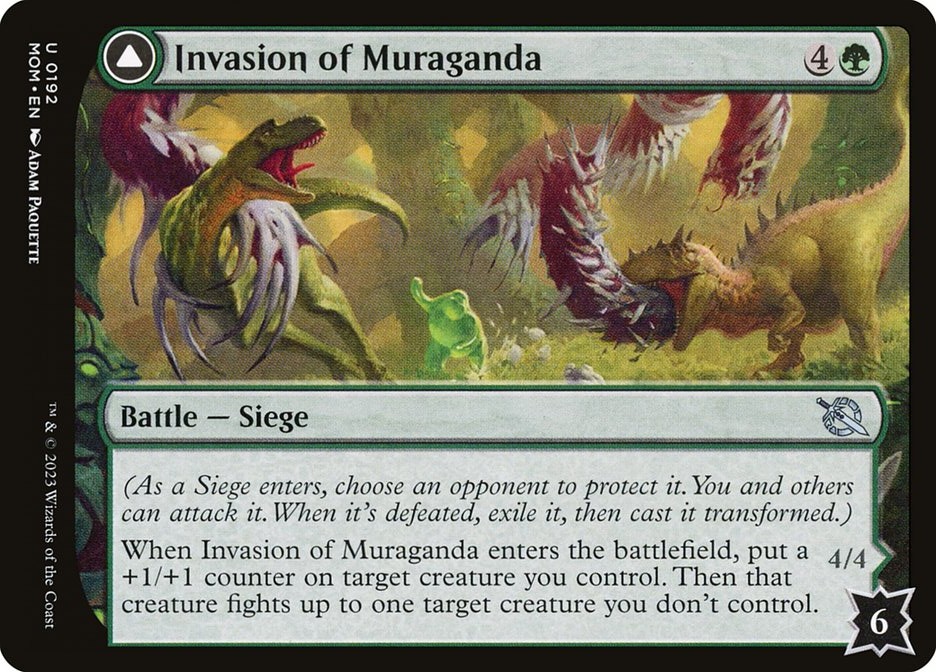 Invasion of Muraganda 4
Battle — Siege
(As a Siege enters, choose an opponent to protect it. You and others
can attack it. When it's defeated, exile it, then cast it transformed.)
When Invasion of Muraganda enters the battlefield, put a
+1/+1 counter on target creature you control. Then that
creature fights up to one target creature you don't control.
4/4
6
U 0192
MOM • EN ADAM PAQUETTE
™ & © 2023 Wizards of the Coast